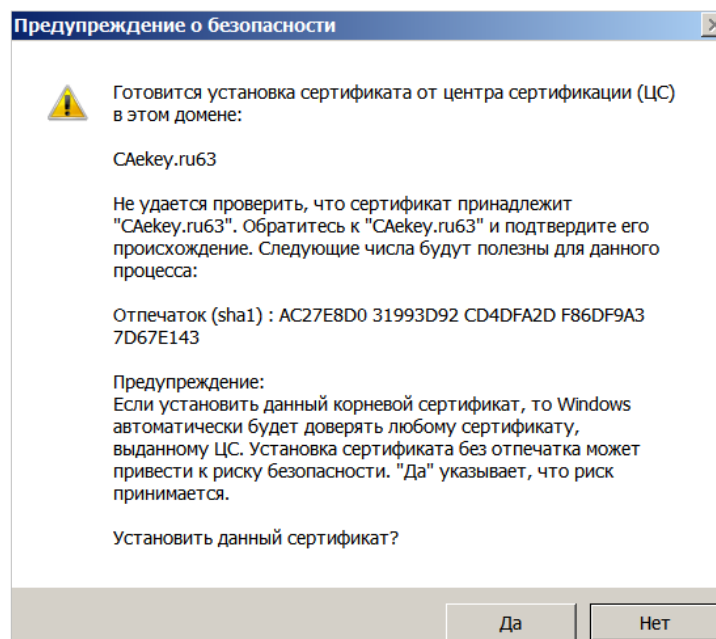 Предупреждение о безопасности
Готовится установка сертификата от центра сертификации (ЦС)
в этом домене:
CAekey.ru63
Не удается проверить, что сертификат принадлежит
"CAekey.ru63". Обратитесь к "CAekey.ru63" и подтвердите его
происхождение. Следующие числа будут полезны для данного
процесса:
Отпечаток (sha1) : AC27E8D0 31993D92 CD4DFA2D F86DF9A3
7D67E143
Предупреждение:
Если установить данный корневой сертификат, то Windows
автоматически будет доверять любому сертификату,
выданному ЦС. Установка сертификата без отпечатка может
привести к риску безопасности. "Да" указывает, что риск
принимается.
Установить данный сертификат?
Да
Нет